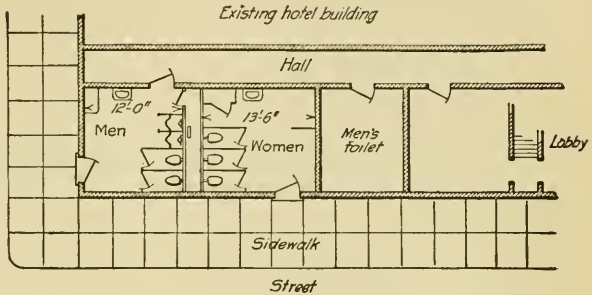 Existing hotel building
Hall
12'-0"
13'-6"
Men
Women
Men's
toilet
Lobby
Sidewalk
Street